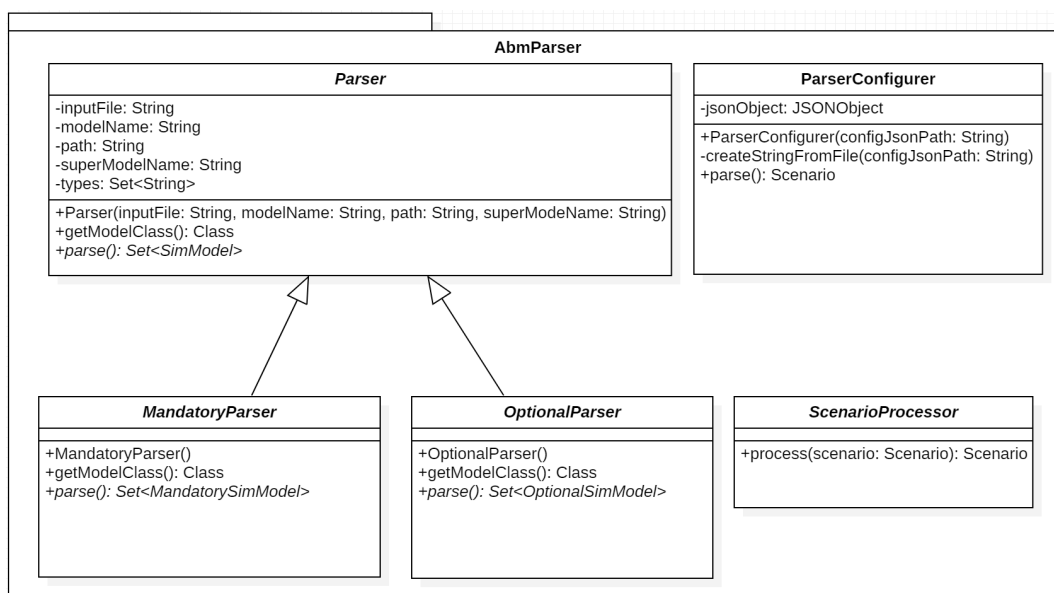 AbmParser
Parser
-inputFile: String
-modelName: String
-path: String
-superModelName: String
-types: Set<String>
+Parser(inputFile: String, modelName: String, path: String, superModeName: String)
+getModelClass(): Class
+parse(): Set<SimModel>
ParserConfigurer
-jsonObject: JSONObject
+ParserConfigurer(configJsonPath: String)
-createStringFromFile(configJsonPath: String)
+parse(): Scenario
MandatoryParser
+MandatoryParser()
+getModelClass(): Class
+parse(): Set<MandatorySimModel>
OptionalParser
+OptionalParser()
+getModelClass(): Class
+parse(): Set<OptionalSimModel>
ScenarioProcessor
+process(scenario: Scenario): Scenario